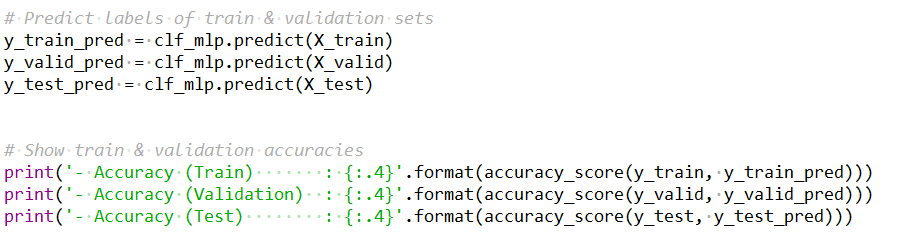 # Predict labels of train & validation sets
y_train_pred = clf_mlp.predict(X_train)
y_valid_pred = clf_mlp.predict(X_valid)
y_test_pred = clf_mlp.predict(X_test)
# Show train & validation accuracies
print('- Accuracy (Train)       : {:.4}'.format(accuracy_score(y_train, y_train_pred)))
print('- Accuracy (Validation)  : {:.4}'.format(accuracy_score(y_valid, y_valid_pred)))
print('- Accuracy (Test)        : {:.4}'.format(accuracy_score(y_test, y_test_pred)))